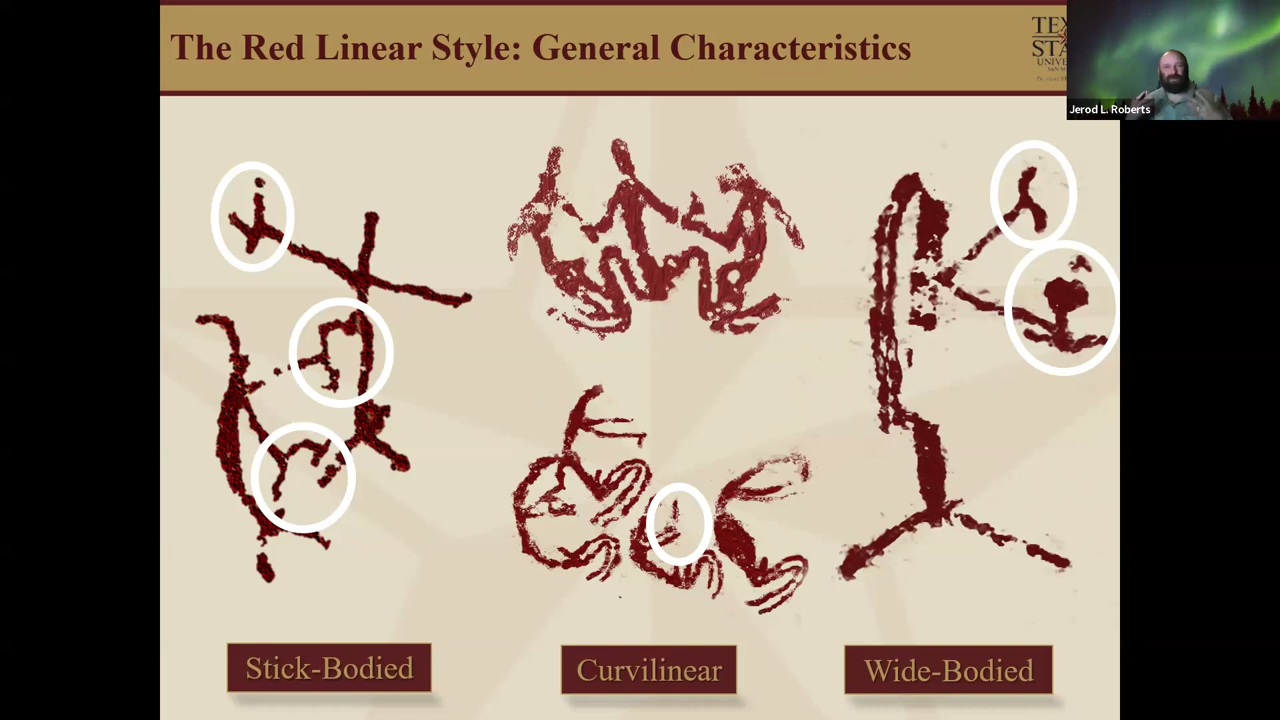 The Red Linear Style: General Characteristics
Jerod L. Roberts
Stick-Bodied
Curvilinear
Wide-Bodied